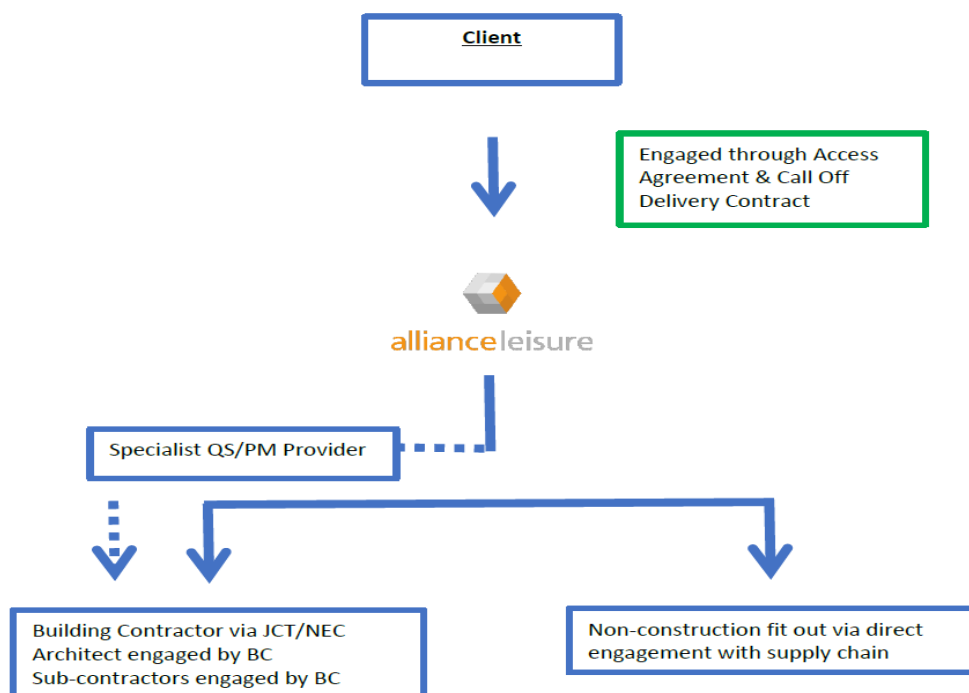 Client
Engaged through Access
Agreement & Call Off
Delivery Contract
allianceleisure
Specialist QS/PM Provider
Building Contractor via JCT/NEC
Architect engaged by BC
Sub-contractors engaged by BC
Non-construction fit out via direct
engagement with supply chain